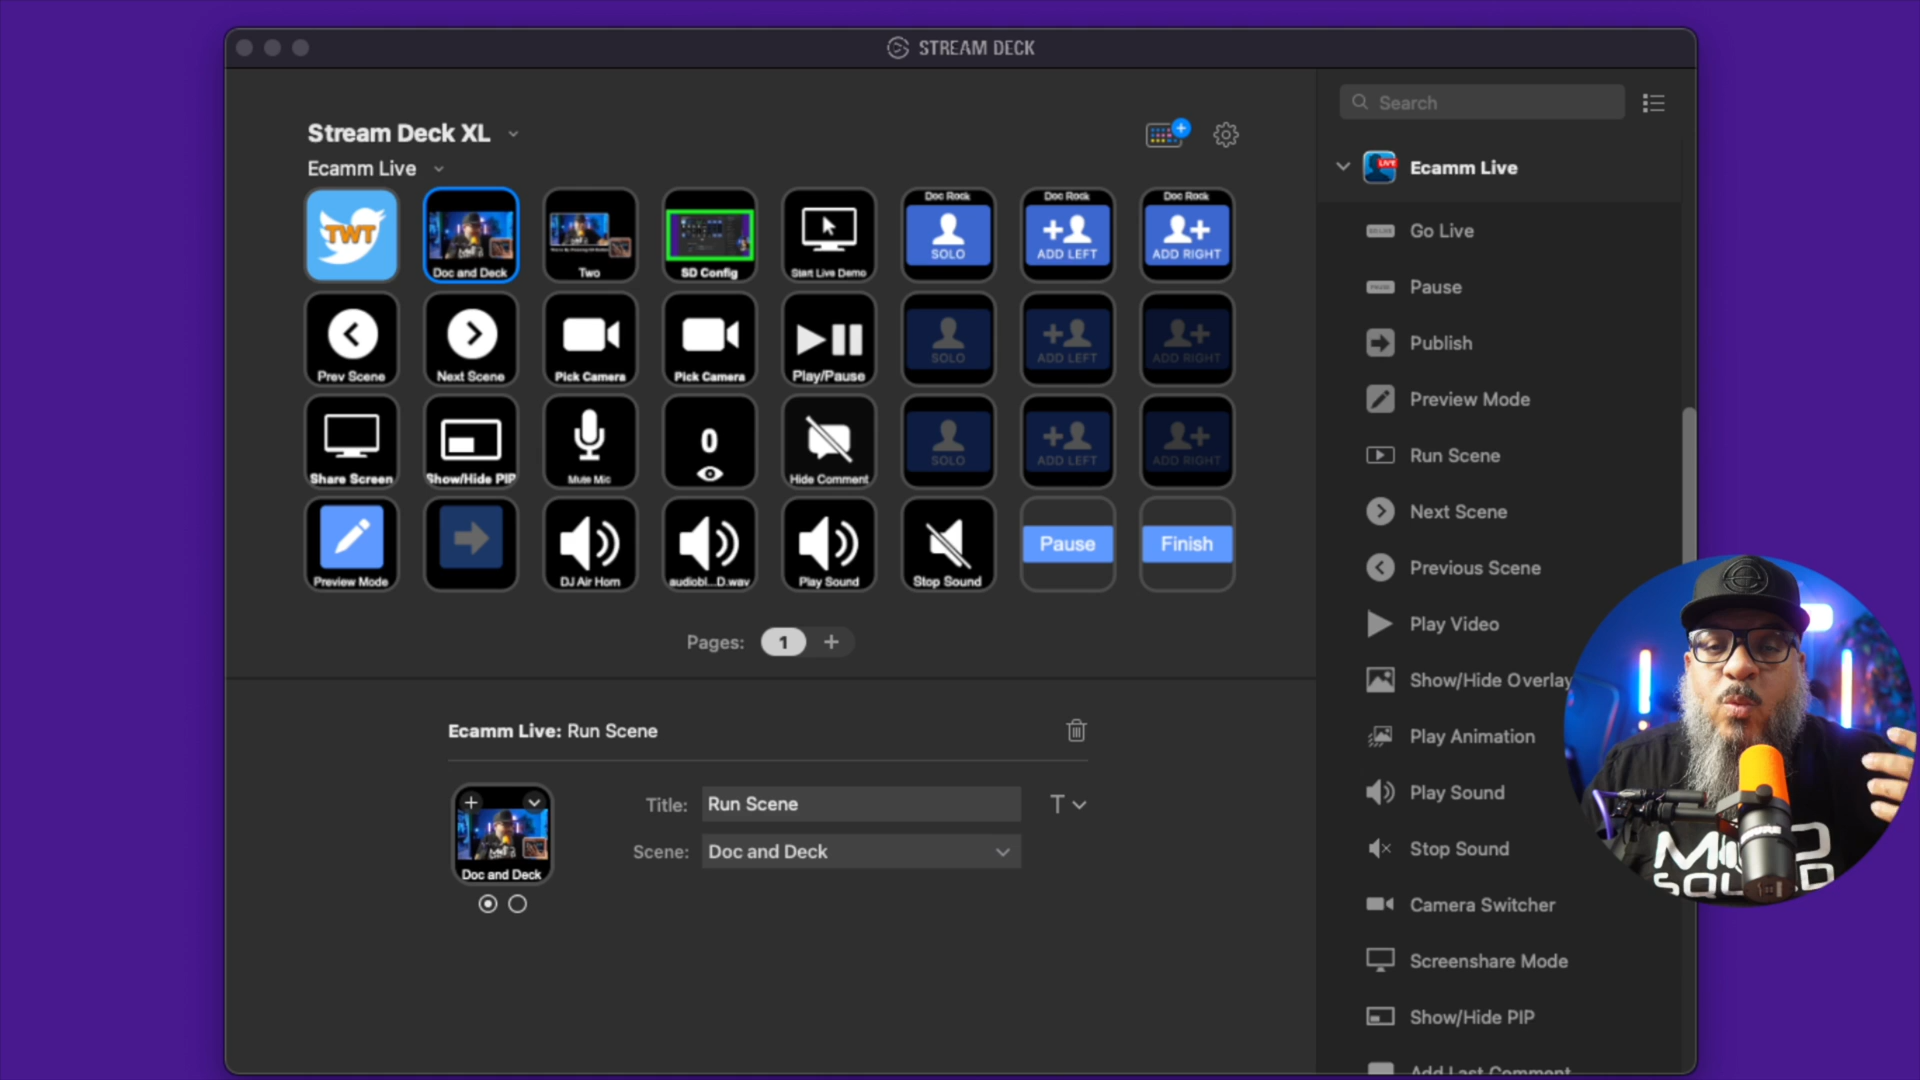 STREAM DECK
Search
Stream Deck XL
Ecamm Live
TWT
Doc and Deck
Two
SD Config
Start Live Demo
Doc Rock
SOLO
Doc Rock
ADD LEFT
Doc Rock
ADD RIGHT
Prev Scene
Next Scene
Pick Camera
Pick Camera
Play/Pause
SOLO
ADD LEFT
ADD RIGHT
Share Screen
Show/Hide PIP
Mute Mic
0
Hide Comment
SOLO
ADD LEFT
ADD RIGHT
Preview Mode
DJ Air Horn
audiobl...D.wav
Play Sound
Stop Sound
Pause
Finish
Pages:
1
+
Ecamm Live: Run Scene
Title:
Run Scene
T
Scene:
Doc and Deck
Doc and Deck
LIVE
Ecamm Live
Go Live
Pause
Publish
Preview Mode
Run Scene
Next Scene
Previous Scene
Play Video
Show/Hide Overlay
Play Animation
Play Sound
Stop Sound
Camera Switcher
Screenshare Mode
Show/Hide PIP
Add Last Comment